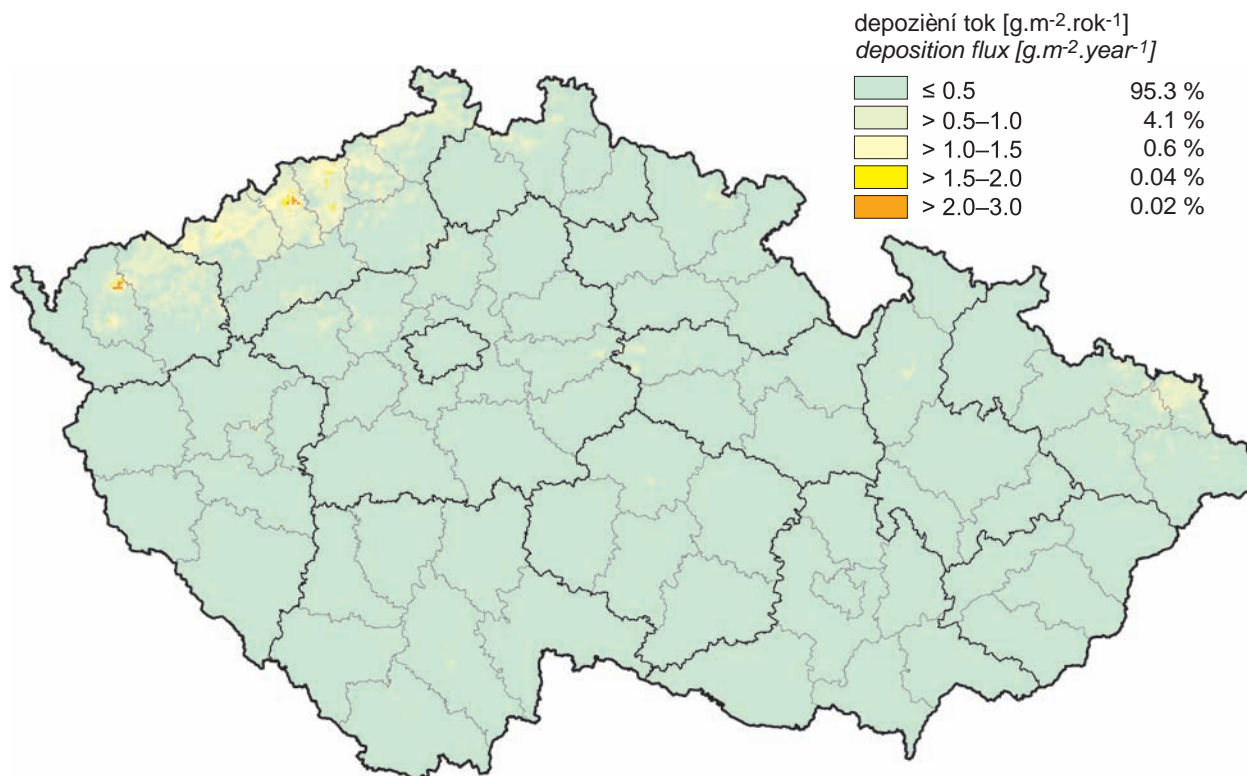 depozièní tok [g.m-2.rok-1]
deposition flux [g.m-2.year-1]
≤ 0.5 95.3 %
> 0.5–1.0 4.1 %
> 1.0–1.5 0.6 %
> 1.5–2.0 0.04 %
> 2.0–3.0 0.02 %